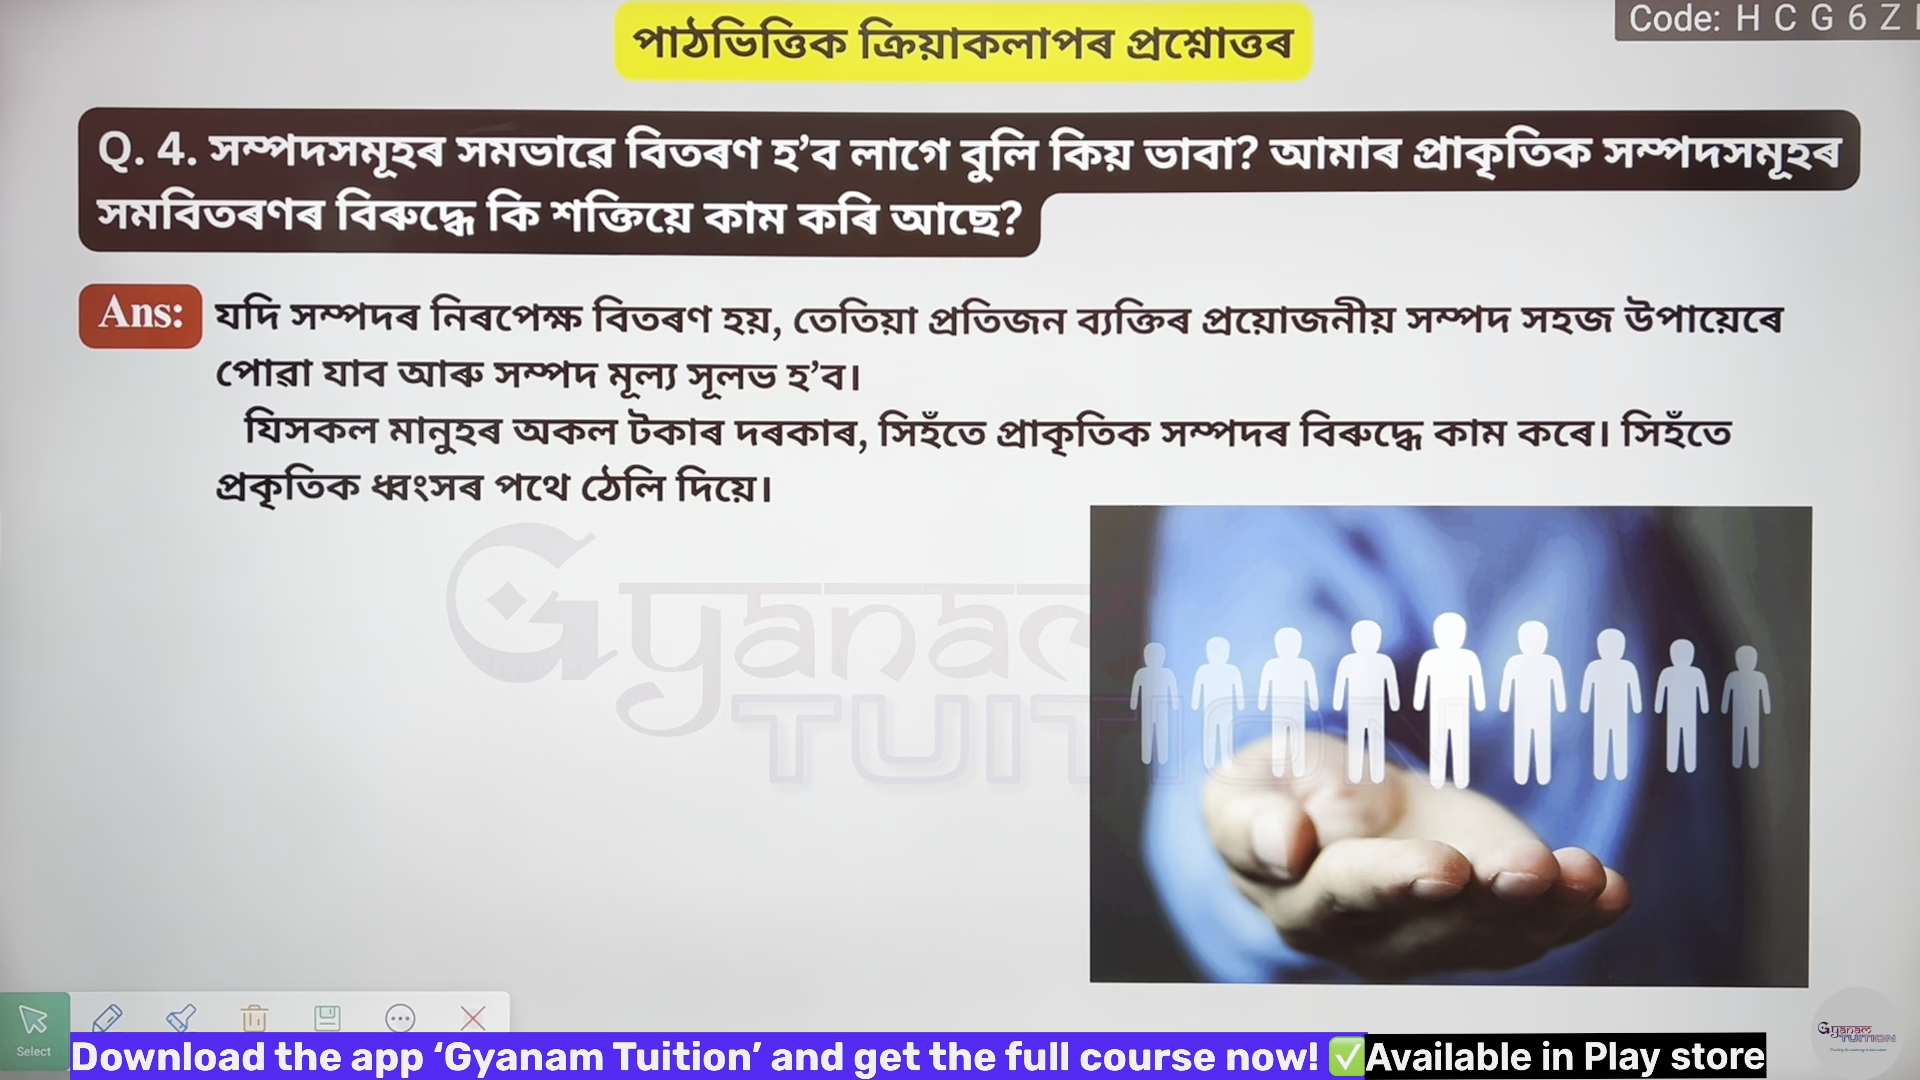 পাঠভিত্তিক ক্ৰিয়াকলাপৰ প্ৰশ্নোত্তৰ
Code: H C G 6 Z
Q. 4. সম্পদসমূহৰ সমভাৱে বিতৰণ হ’ব লাগে বুলি কিয় ভাবা? আমাৰ প্ৰাকৃতিক সম্পদসমূহৰ
সমবিতৰণৰ বিৰুদ্ধে কি শক্তিয়ে কাম কৰি আছে?
Ans: যদি সম্পদৰ নিৰপেক্ষ বিতৰণ হয়, তেতিয়া প্ৰতিজন ব্যক্তিৰ প্ৰয়োজনীয় সম্পদ সহজ উপায়েৰে
পোৱা যাব আৰু সম্পদ মূল্য সূলভ হ’ব।
যিসকল মানুহৰ অকল টকাৰ দৰকাৰ, সিহঁতে প্ৰাকৃতিক সম্পদৰ বিৰুদ্ধে কাম কৰে। সিহঁতে
প্ৰকৃতিক ধ্বংসৰ পথে ঠেলি দিয়ে।
Gyanam
TUITION
Select
Download the app ‘Gyanam Tuition’ and get the full course now! ✅Available in Play store
Gyanam
TUITION